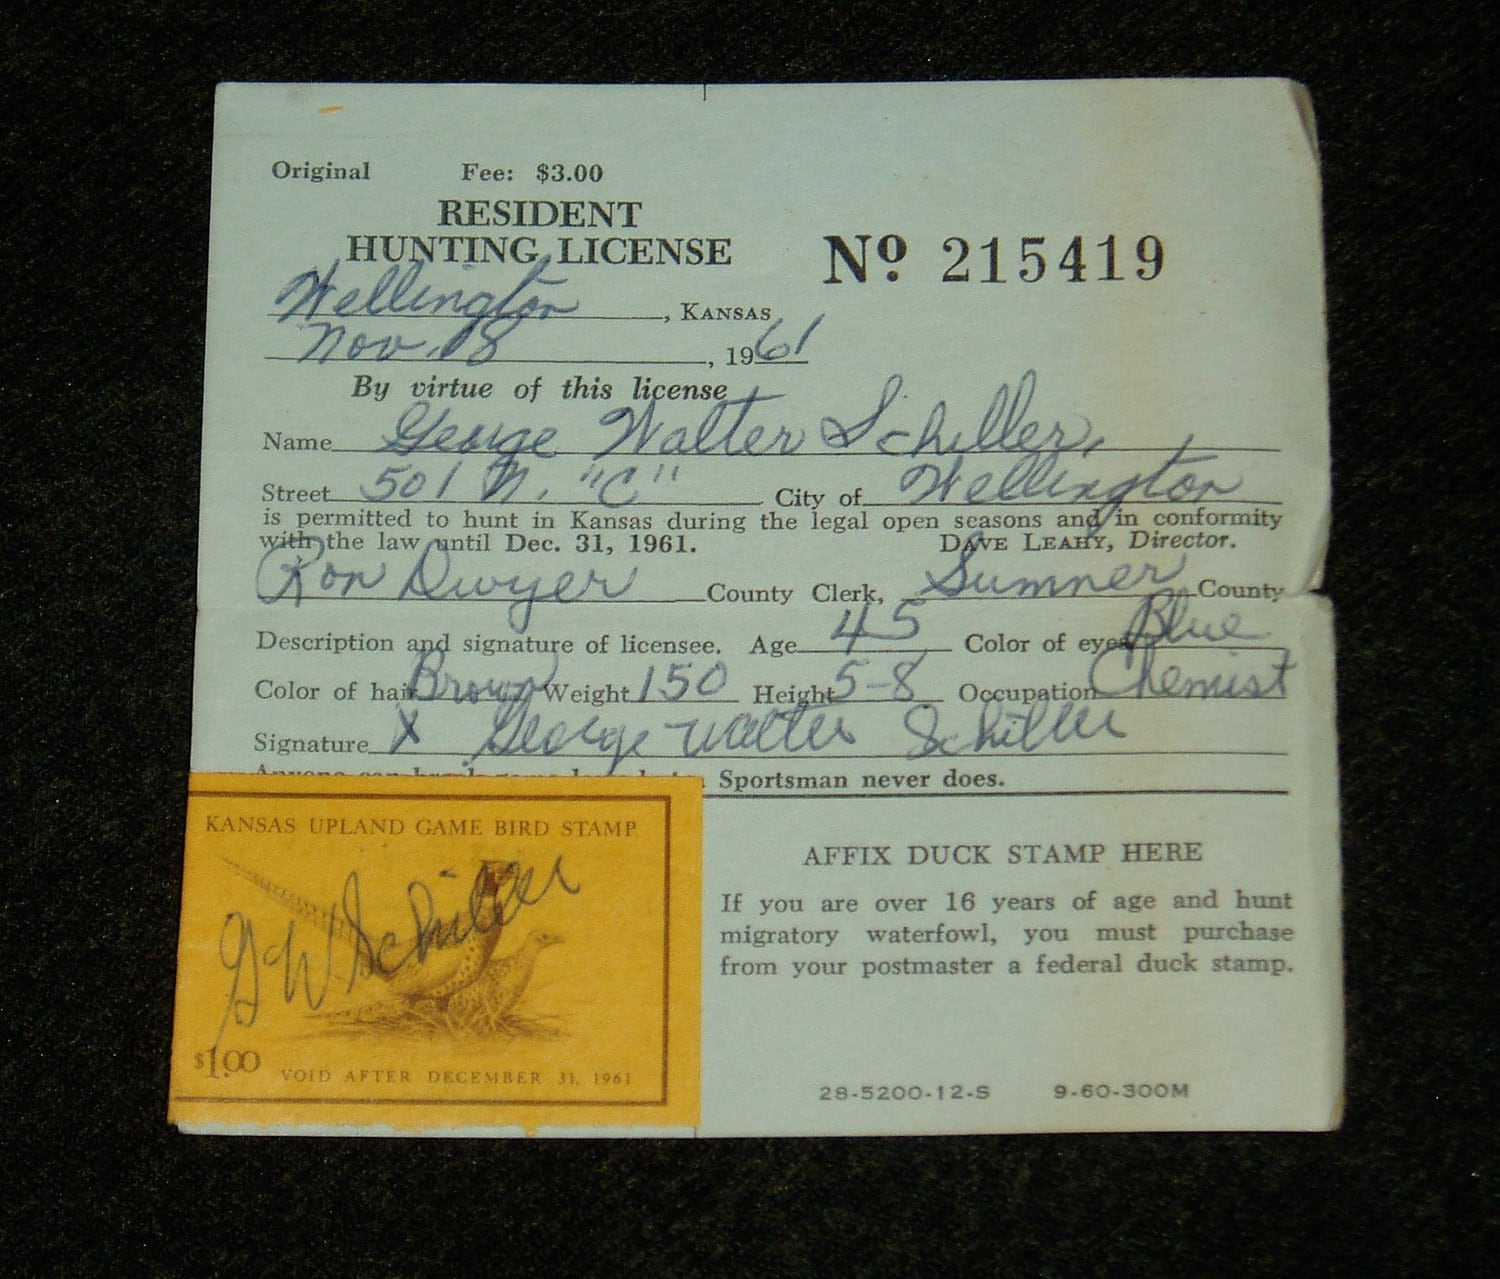 Original Fee: $3.00
RESIDENT
HUNTING LICENSE
Nº 215419
Wellington, KANSAS
Nov. 18, 1961
By virtue of this license
Name George Walter Schiller,
Street 501 N. "C" City of Wellington
is permitted to hunt in Kansas during the legal open seasons and in conformity
with the law until Dec. 31, 1961. DAVE LEAHY, Director.
Ron Dwyer County Clerk, Sumner County
Description and signature of licensee. Age 45 Color of eyes Blue
Color of hair Brown Weight 150 Height 5-8 Occupation Chemist
Signature X George Walter Schiller
Sportsman never does.
KANSAS UPLAND GAME BIRD STAMP
G W Schiller
$1.00 VOID AFTER DECEMBER 31, 1961
AFFIX DUCK STAMP HERE
If you are over 16 years of age and hunt
migratory waterfowl, you must purchase
from your postmaster a federal duck stamp.
28-5200-12-S 9-60-300M